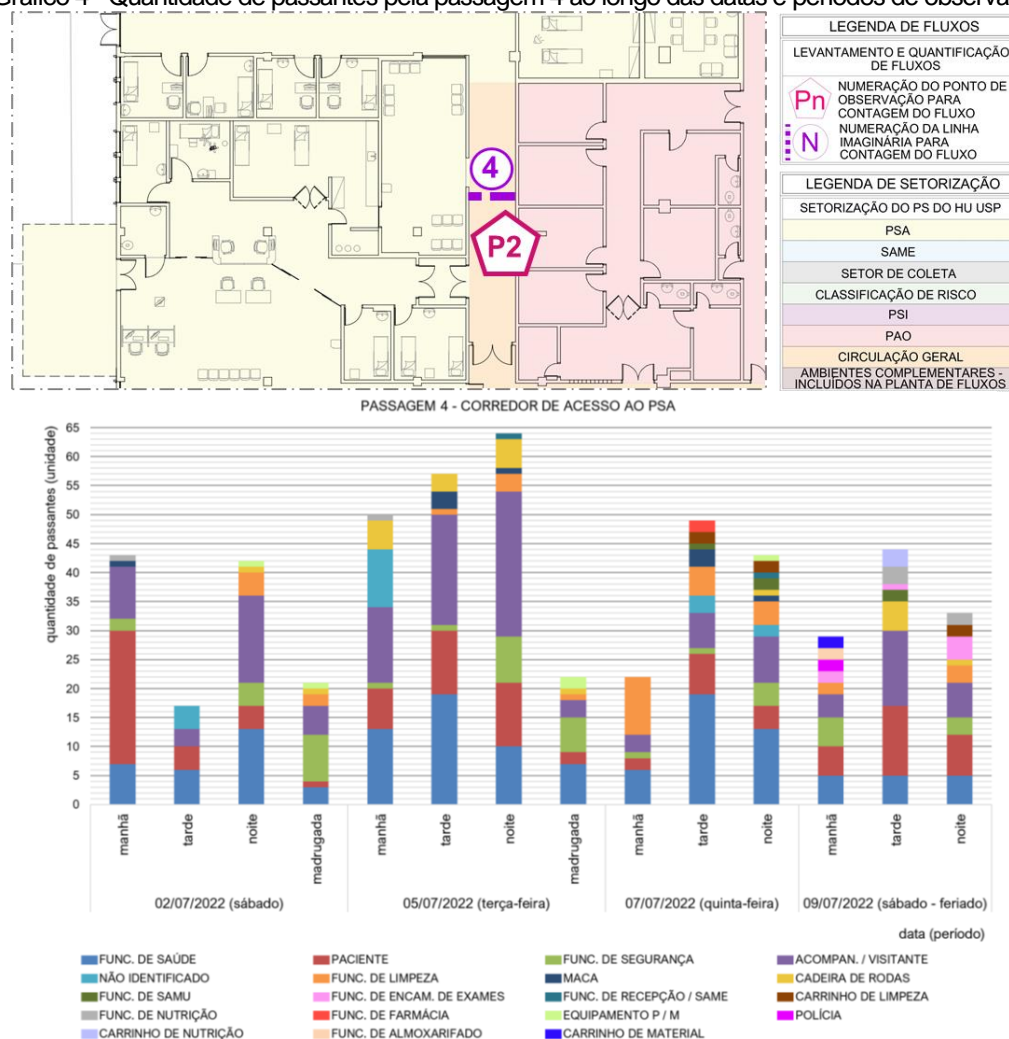 Gráfico 4 - Quantidade de passantes pela passagem 4 ao longo das datas e períodos de observa
LEGENDA DE FLUXOS
LEVANTAMENTO E QUANTIFICAÇÃO
DE FLUXOS
Pn
NUMERAÇÃO DO PONTO DE
OBSERVAÇÃO PARA
CONTAGEM DO FLUXO
N
NUMERAÇÃO DA LINHA
IMAGINÁRIA PARA
CONTAGEM DO FLUXO
4
P2
LEGENDA DE SETORIZAÇÃO
SETORIZAÇÃO DO PS DO HU USP
PSA
SAME
SETOR DE COLETA
CLASSIFICAÇÃO DE RISCO
PSI
PAO
CIRCULAÇÃO GERAL
AMBIENTES COMPLEMENTARES -
INCLUÍDOS NA PLANTA DE FLUXOS
PASSAGEM 4 - CORREDOR DE ACESSO AO PSA
quantidade de passantes (unidade)
65
60
55
50
45
40
35
30
25
20
15
10
5
0
manhã tarde noite madrugada manhã tarde noite madrugada manhã tarde noite manhã tarde noite
02/07/2022 (sábado) 05/07/2022 (terça-feira) 07/07/2022 (quinta-feira) 09/07/2022 (sábado - feriado)
data (período)
FUNC. DE SAÚDE PACIENTE FUNC. DE SEGURANÇA ACOMPAN. / VISITANTE
NÃO IDENTIFICADO FUNC. DE LIMPEZA MACA CADEIRA DE RODAS
FUNC. DE SAMU FUNC. DE ENCAM. DE EXAMES FUNC. DE RECEPÇÃO / SAME CARRINHO DE LIMPEZA
FUNC. DE NUTRIÇÃO FUNC. DE FARMÁCIA EQUIPAMENTO P / M POLÍCIA
CARRINHO DE NUTRIÇÃO FUNC. DE ALMOXARIFADO CARRINHO DE MATERIAL